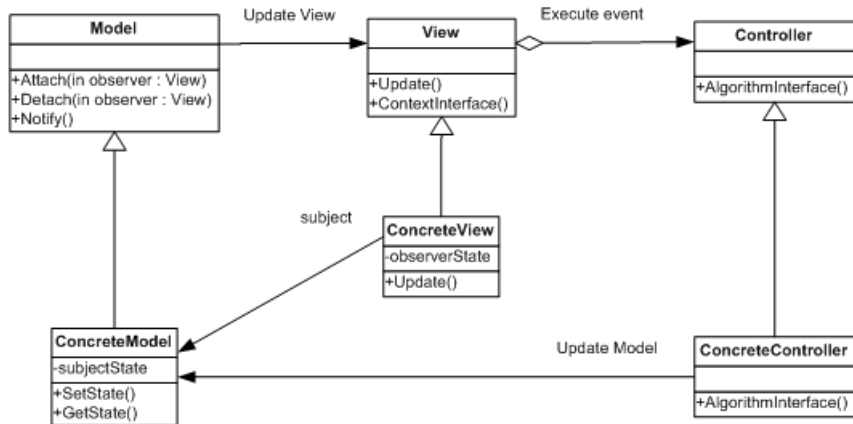 Model
+Attach(in observer : View)
+Detach(in observer : View)
+Notify()
Update View
View
+Update()
+ContextInterface()
Execute event
Controller
+AlgorithmInterface()
subject
ConcreteView
-observerState
+Update()
ConcreteModel
-subjectState
+SetState()
+GetState()
Update Model
ConcreteController
+AlgorithmInterface()